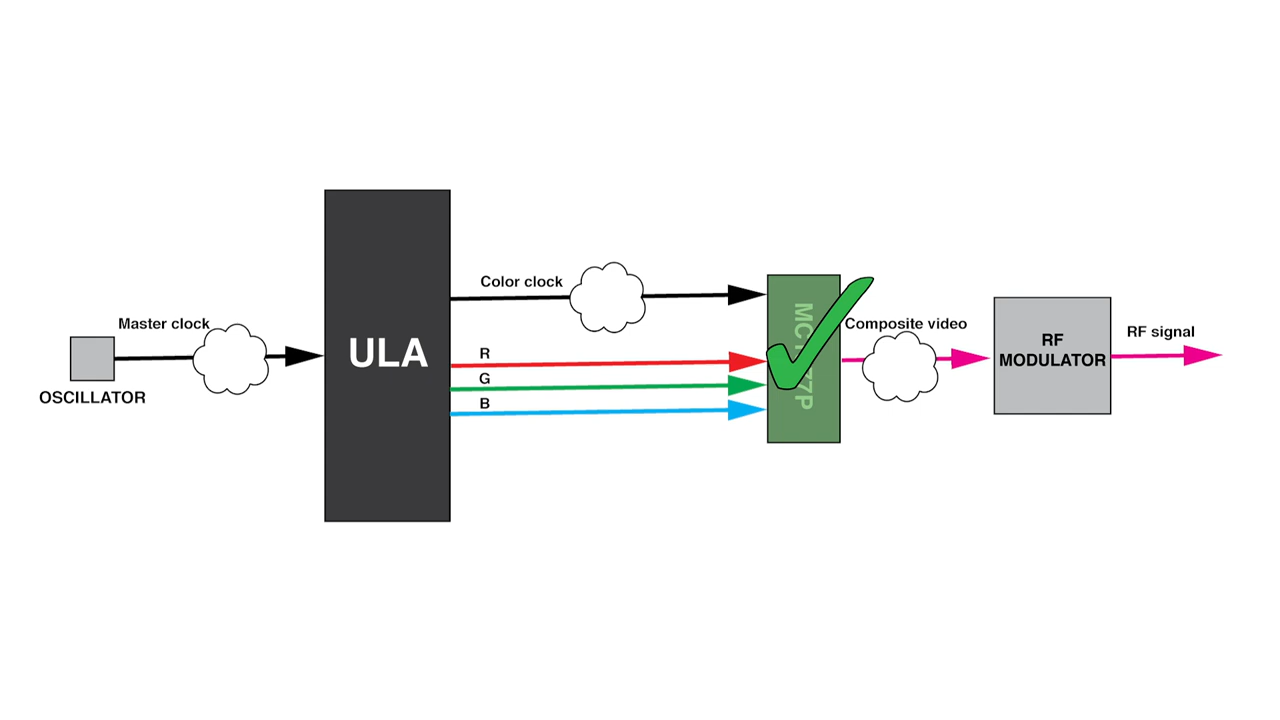 Color clock
Master clock
Composite video
RF signal
RF
MODULATOR
ULA
R
G
B
OSCILLATOR